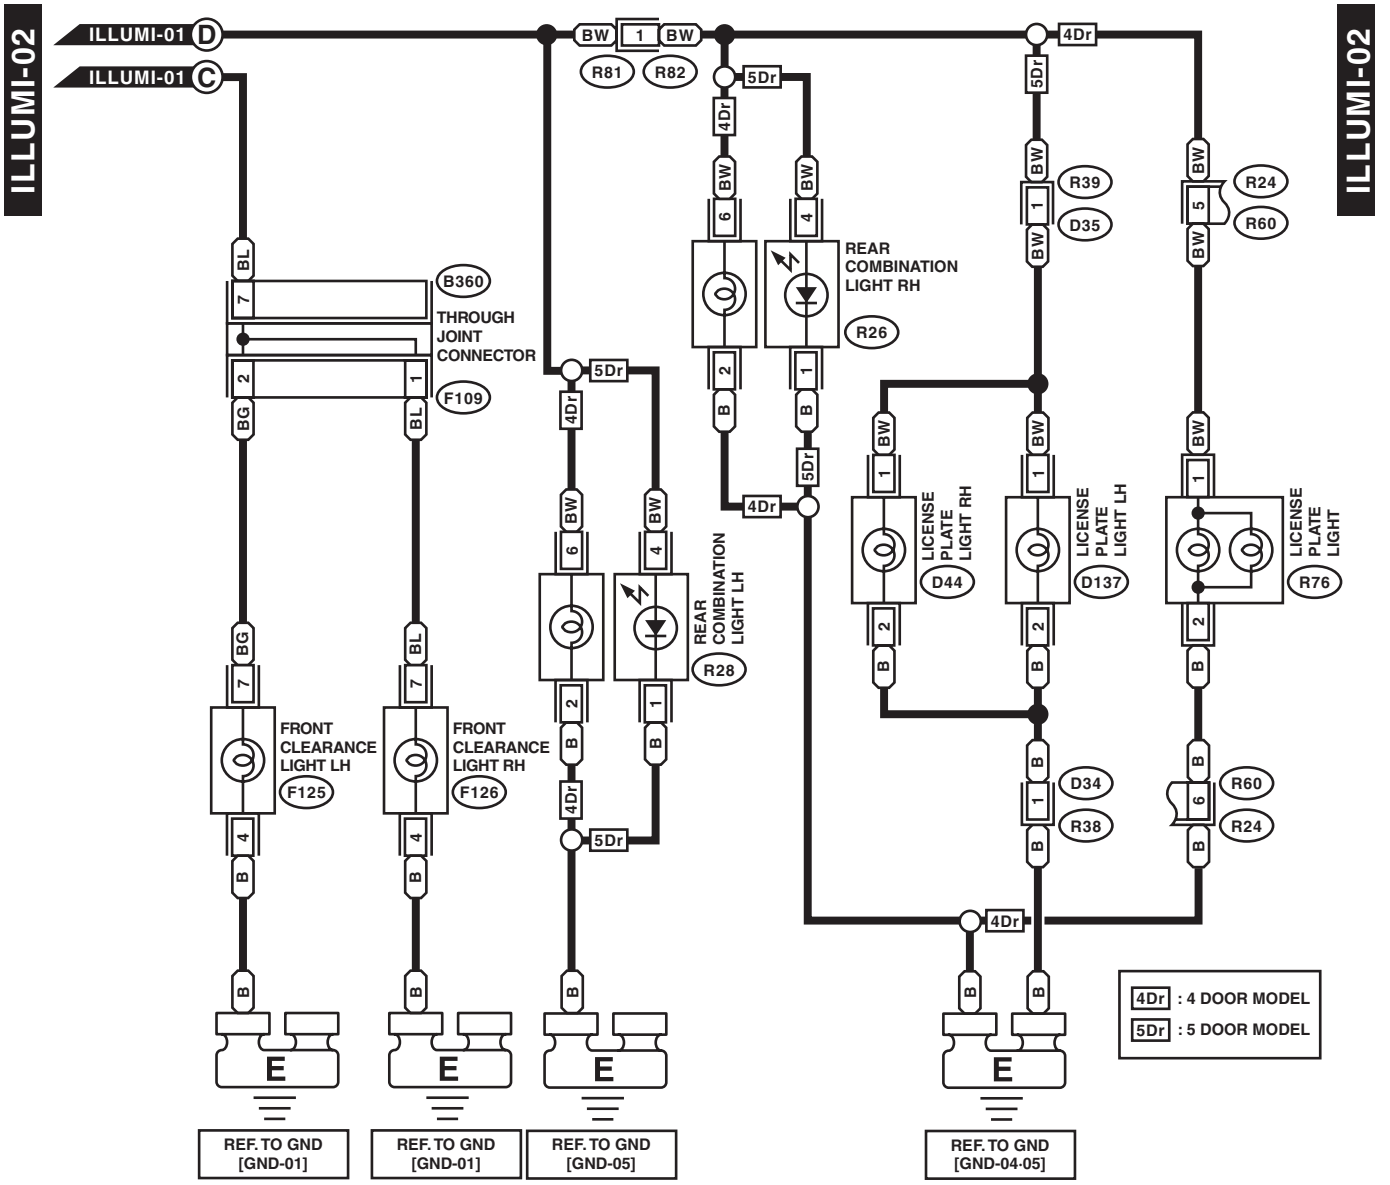 ILLUMI-02
ILLUMI-01 D
ILLUMI-01 C
BW 1 BW
R81 R82
4Dr
ILLUMI-02
5Dr
4Dr
5Dr
BW
BW
BW
BW
6
4
1
R39
D35
BW
5
R24
R60
BW
BL
7
B360
THROUGH
JOINT
CONNECTOR
2
1
F109
BG
BL
REAR
COMBINATION
LIGHT RH
R26
2
1
B
B
5Dr
4Dr
5Dr
4Dr
BW
BW
6
4
REAR
COMBINATION
LIGHT LH
R28
2
1
B
B
4Dr
5Dr
BW
BW
BW
1
1
1
LICENSE
PLATE
LIGHT RH
D44
LICENSE
PLATE
LIGHT LH
D137
LICENSE
PLATE
LIGHT
R76
2
2
2
B
B
B
BG
BL
7
7
FRONT
CLEARANCE
LIGHT LH
F125
FRONT
CLEARANCE
LIGHT RH
F126
4
4
B
B
B
B
1
D34
R38
6
R60
R24
B
B
4Dr
B
B
B
B
B
E
E
E
E
4Dr : 4 DOOR MODEL
5Dr : 5 DOOR MODEL
REF. TO GND
[GND-01]
REF. TO GND
[GND-01]
REF. TO GND
[GND-05]
REF. TO GND
[GND-04·05]